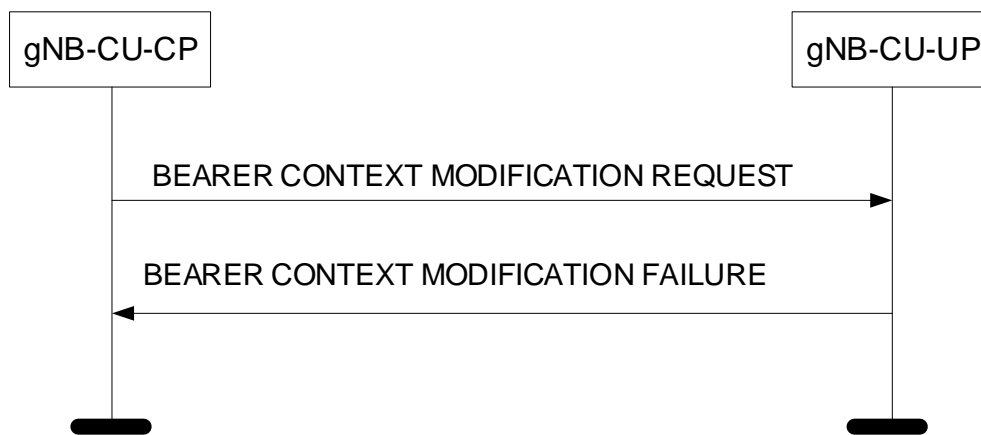 gNB-CU-CP
gNB-CU-UP
BEARER CONTEXT MODIFICATION REQUEST
BEARER CONTEXT MODIFICATION FAILURE